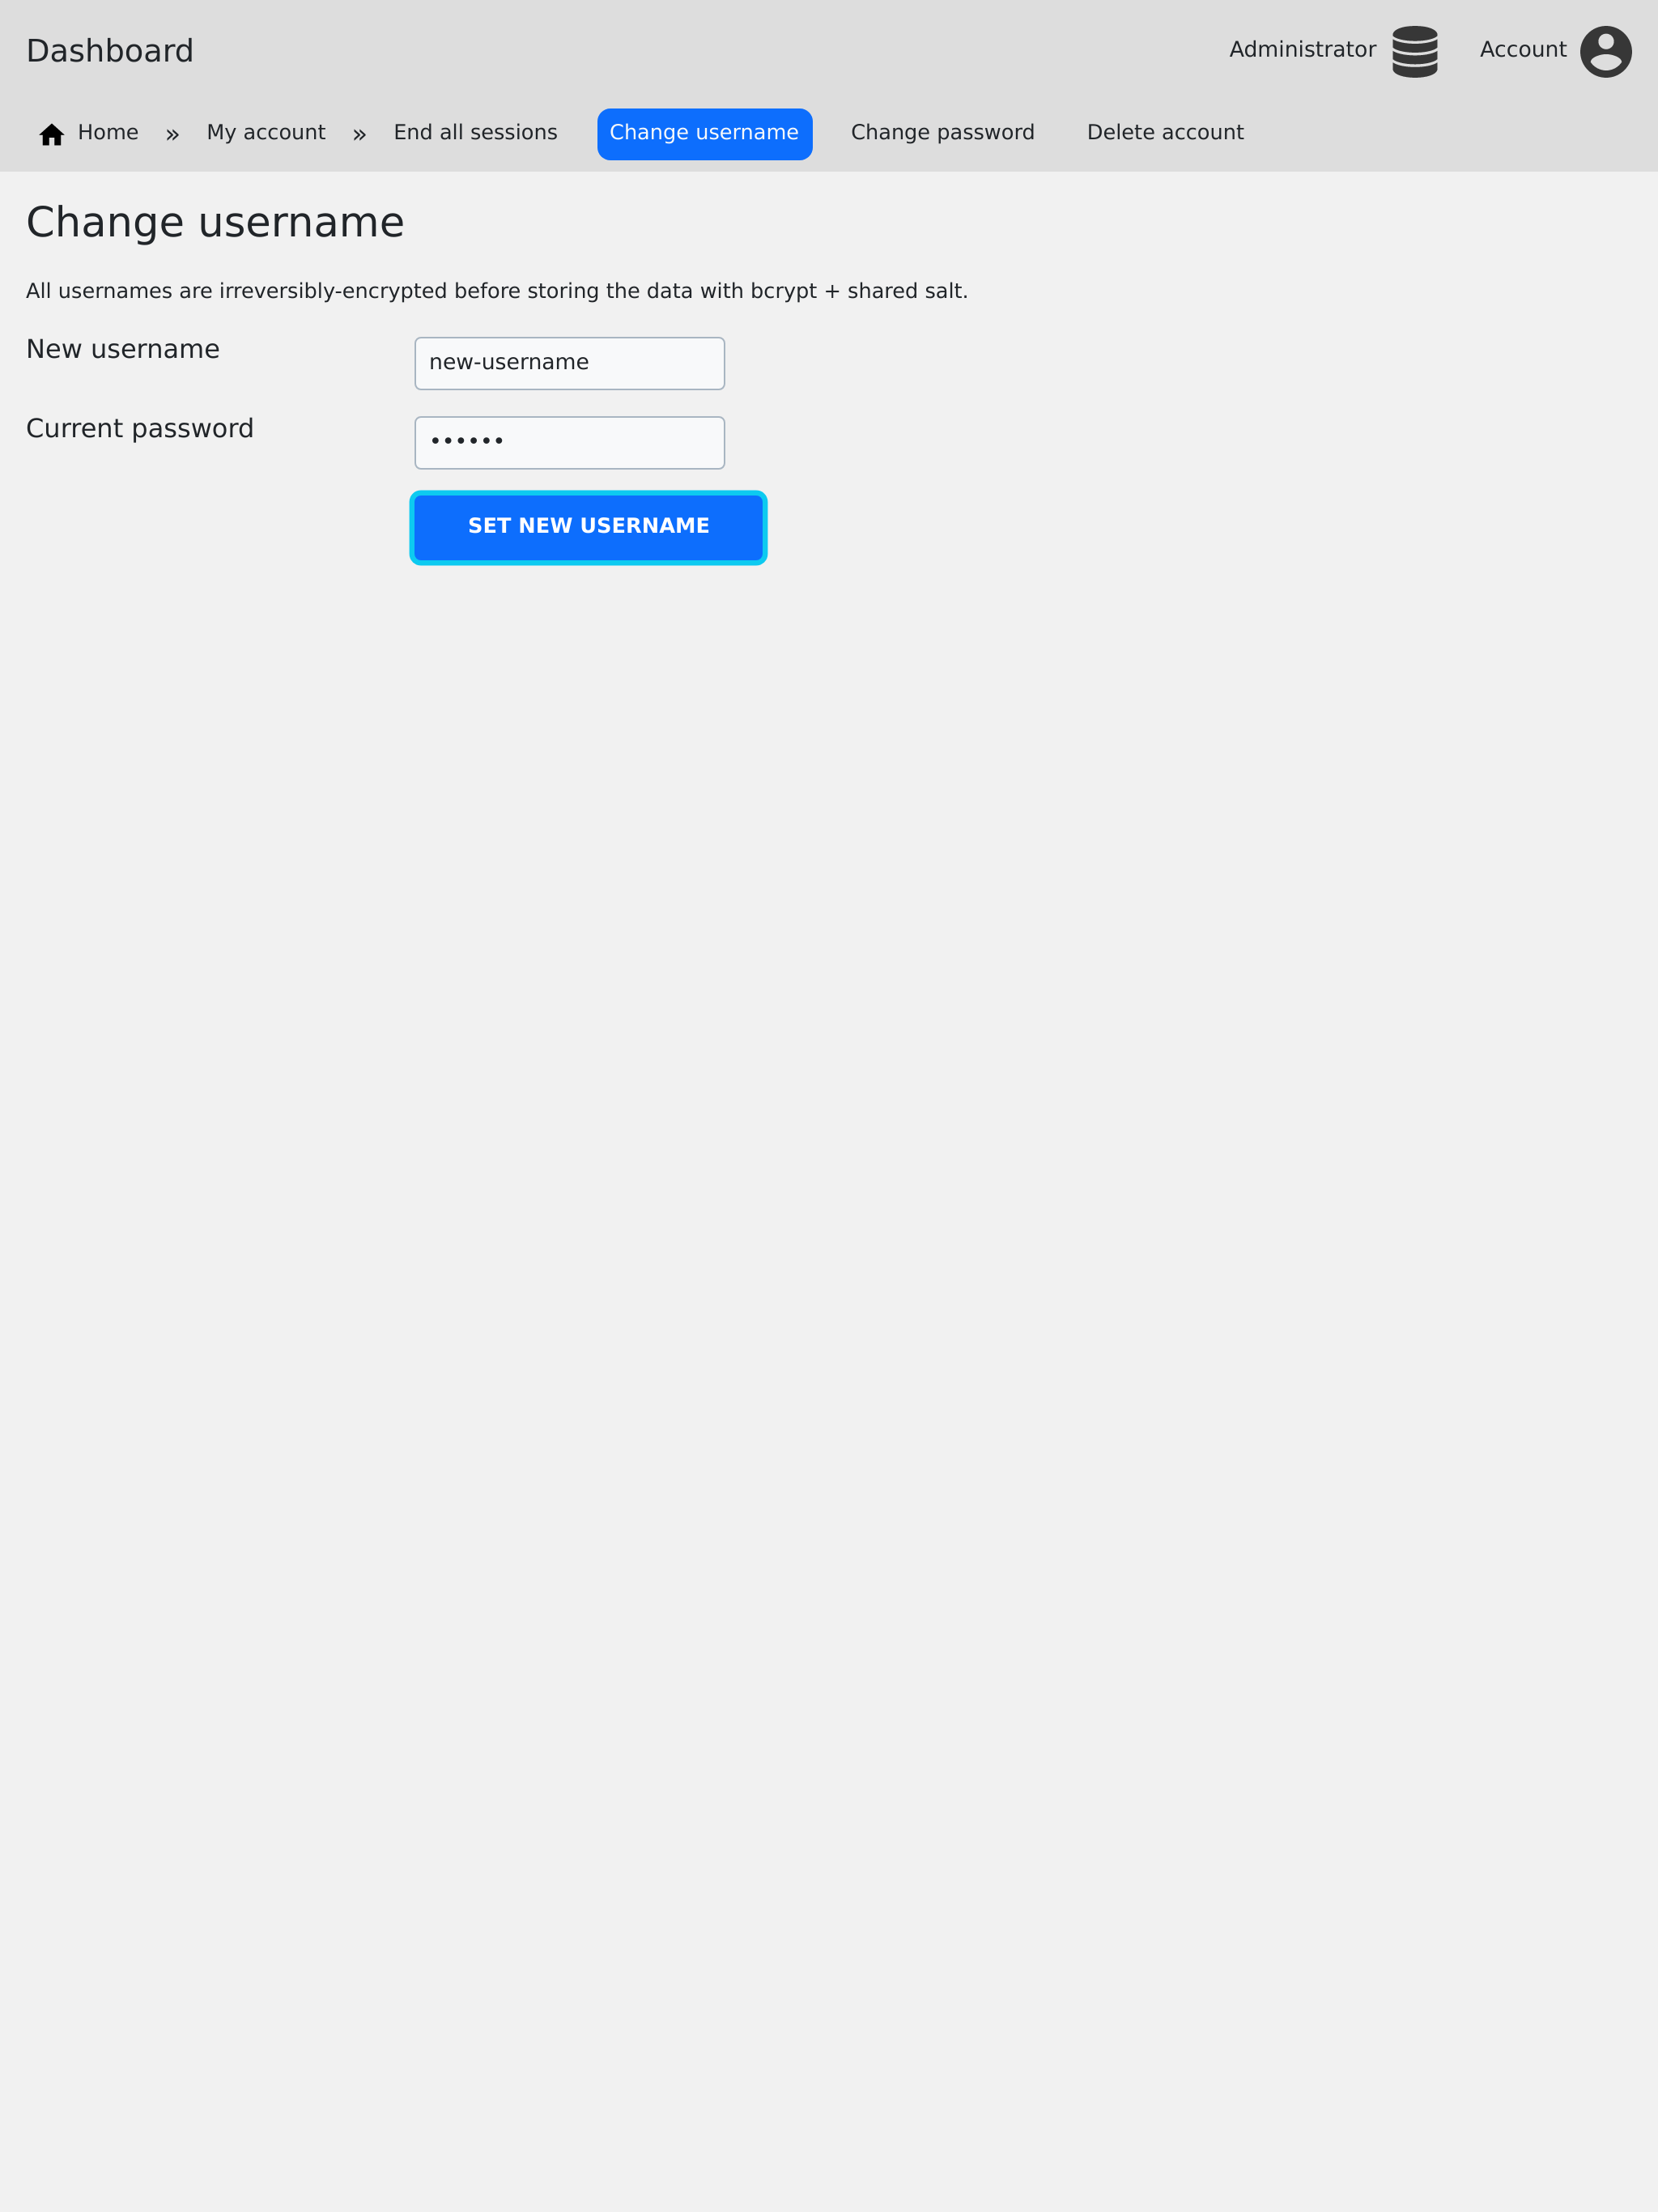 Dashboard
Administrator
Account
Home » My account » End all sessions Change username Change password Delete account
Change username
All usernames are irreversibly-encrypted before storing the data with bcrypt + shared salt.
New username
new-username
Current password
••••••
SET NEW USERNAME